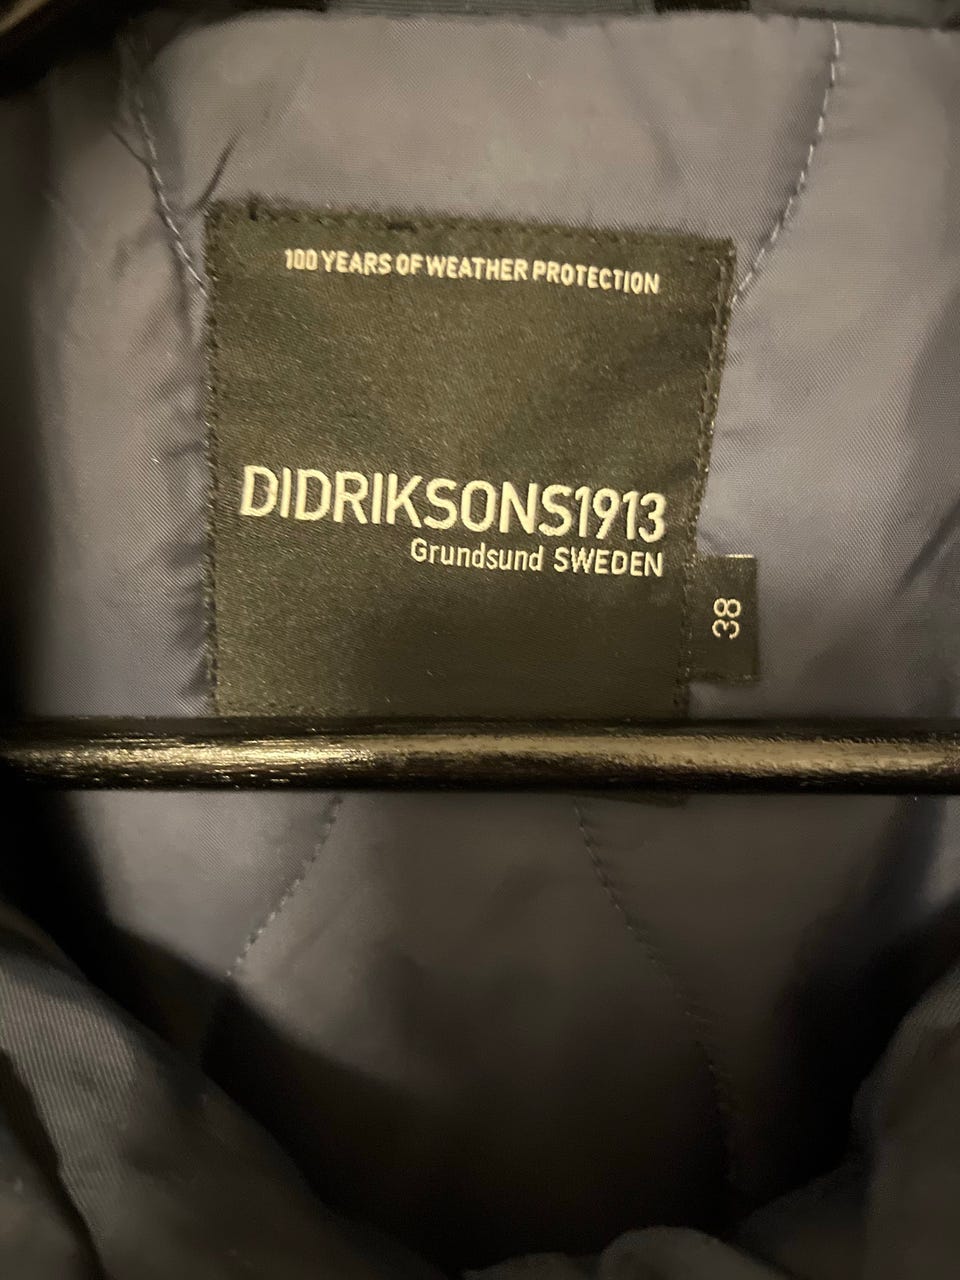 100 YEARS OF WEATHER PROTECTION
DIDRIKSONS1913
Grundsund SWEDEN
38